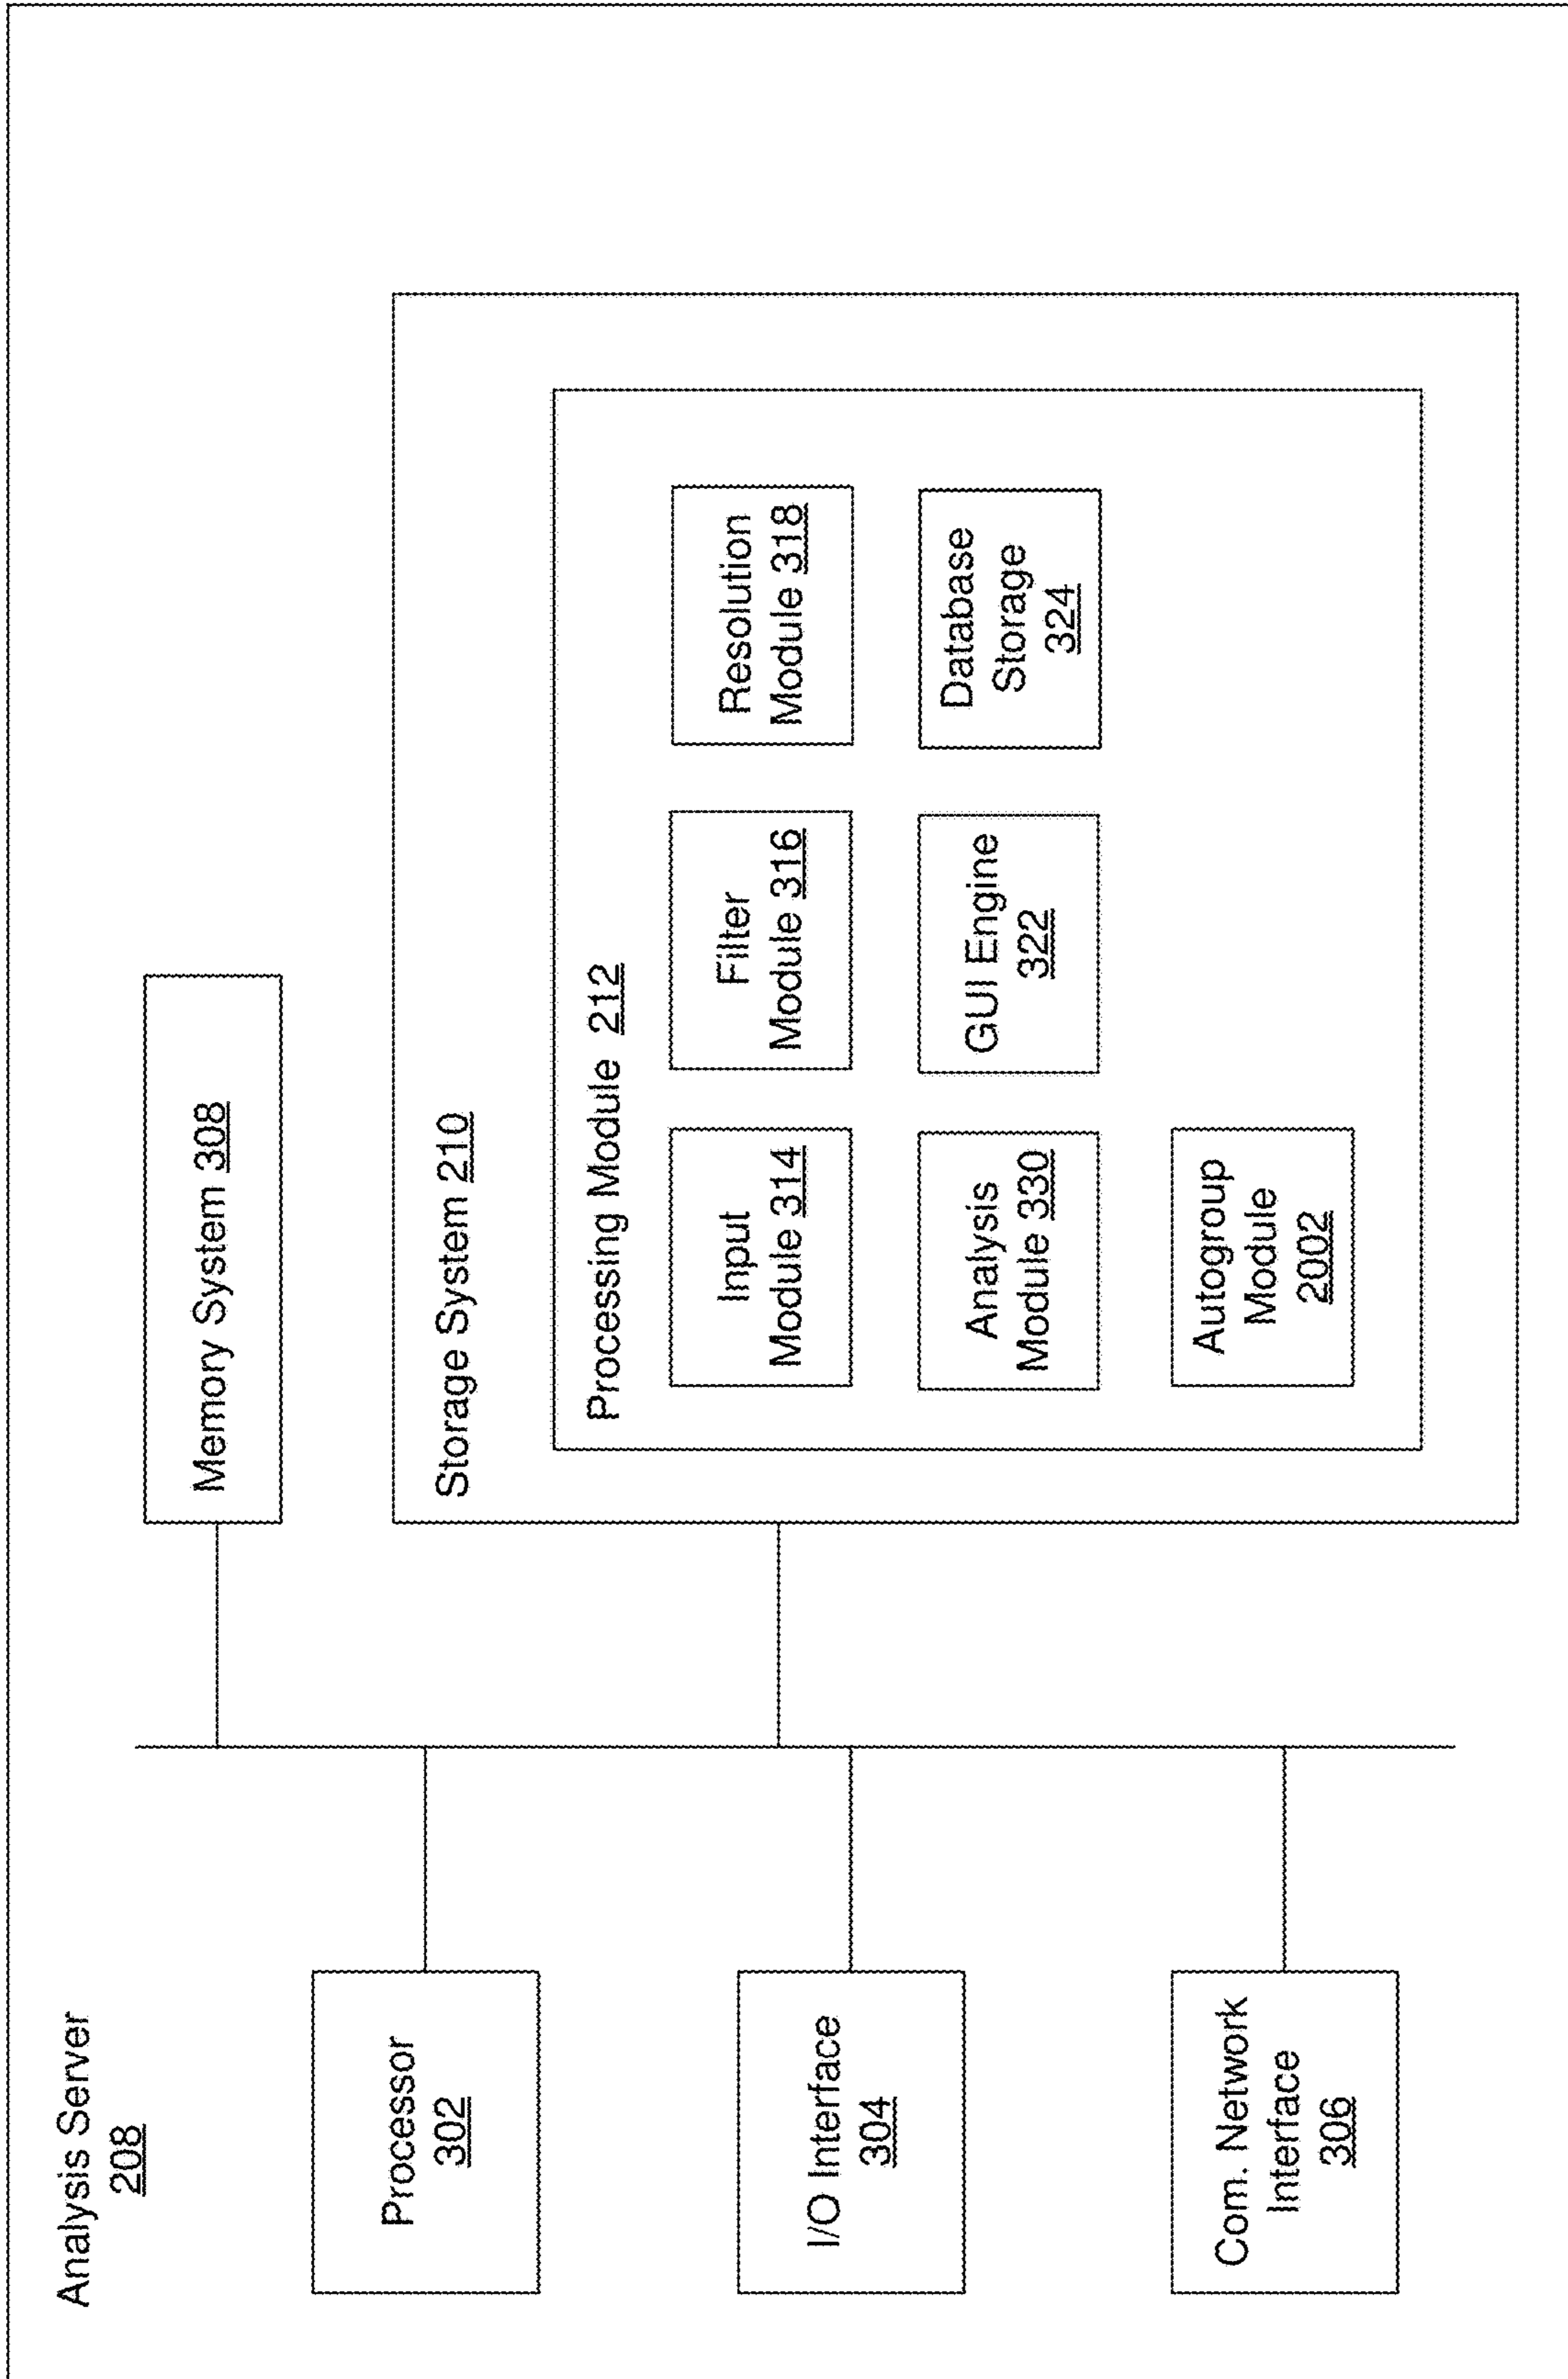 Analysis Server
208
Processor
302
I/O Interface
304
Com. Network
Interface
306
Memory System 308
Storage System 210
Processing Module 212
Input
Module 314
Filter
Module 316
Resolution
Module 318
Analysis
Module 330
GUI Engine
322
Database
Storage
324
Autogroup
Module
2002